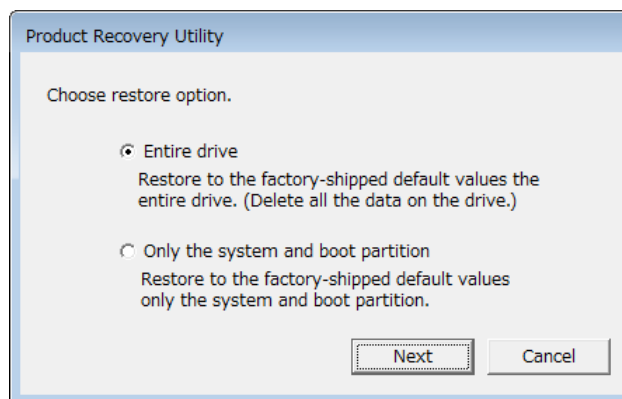 Product Recovery Utility
Choose restore option.
Entire drive
Restore to the factory-shipped default values the
entire drive. (Delete all the data on the drive.)
Only the system and boot partition
Restore to the factory-shipped default values
only the system and boot partition.
Next Cancel